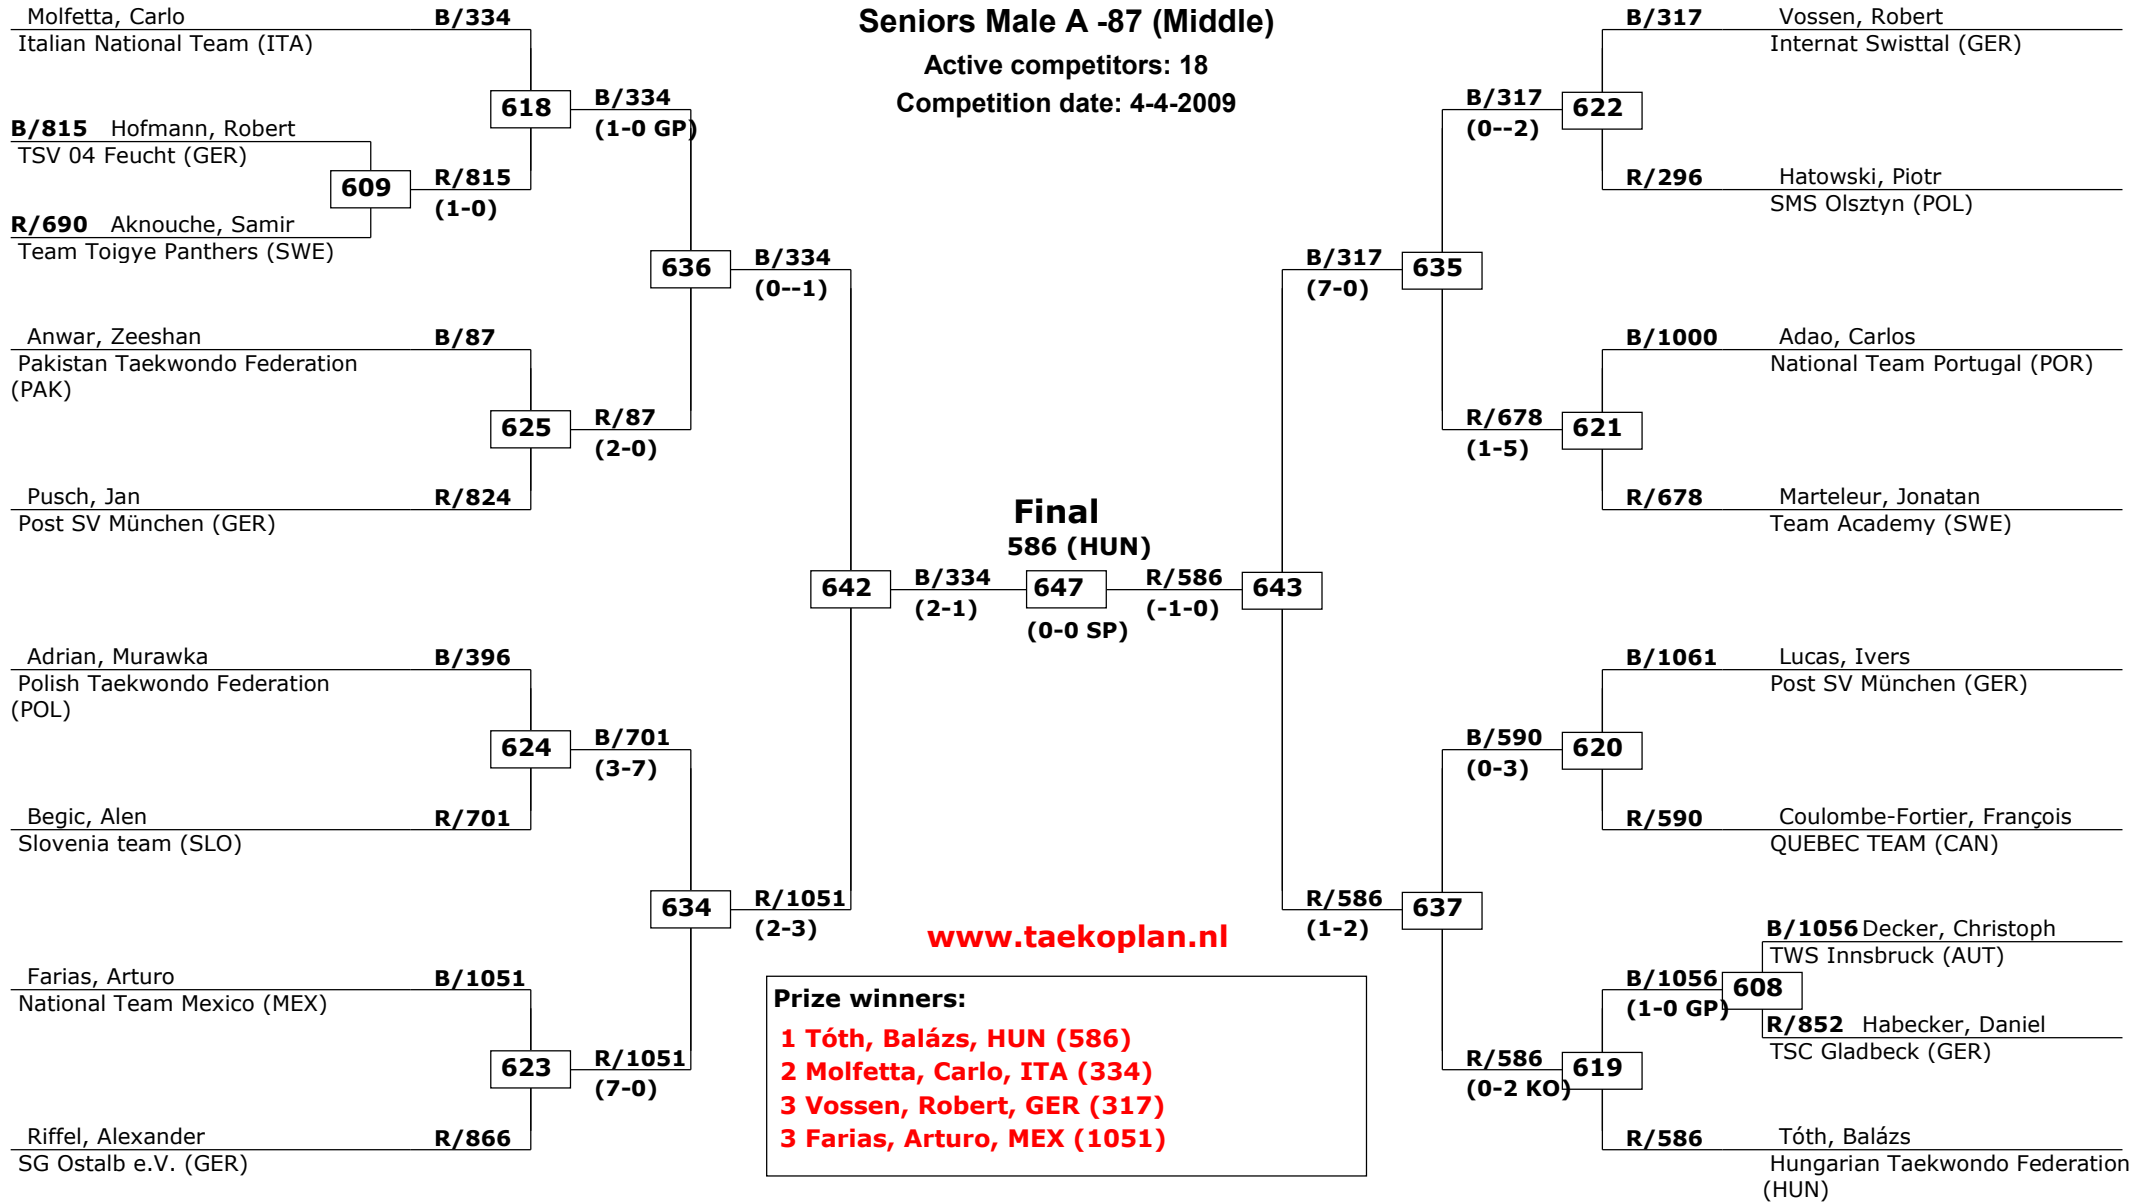 Seniors Male A -87 (Middle)
Active competitors: 18
Competition date: 4-4-2009
Molfetta, Carlo B/334
Italian National Team (ITA)
618
B/334
(1-0 GP)
B/815 Hofmann, Robert
TSV 04 Feucht (GER)
609
R/815
(1-0)
R/690 Aknouche, Samir
Team Toigye Panthers (SWE)
636
B/334
(0--1)
Anwar, Zeeshan B/87
Pakistan Taekwondo Federation
(PAK)
625
R/87
(2-0)
Pusch, Jan R/824
Post SV München (GER)
642
B/334
(2-1)
Adrian, Murawka B/396
Polish Taekwondo Federation
(POL)
624
B/701
(3-7)
Begic, Alen R/701
Slovenia team (SLO)
634
R/1051
(2-3)
Farias, Arturo B/1051
National Team Mexico (MEX)
623
R/1051
(7-0)
Riffel, Alexander R/866
SG Ostalb e.V. (GER)
Final
586 (HUN)
647
(0-0 SP)
B/317 Vossen, Robert
Internat Swisttal (GER)
B/317
(0--2)
622
R/296 Hatowski, Piotr
SMS Olsztyn (POL)
B/317
(7-0)
635
B/1000 Adao, Carlos
National Team Portugal (POR)
R/678
(1-5)
621
R/678 Marteleur, Jonatan
Team Academy (SWE)
R/586
(-1-0)
643
B/1061 Lucas, Ivers
Post SV München (GER)
B/590
(0-3)
620
R/590 Coulombe-Fortier, François
QUEBEC TEAM (CAN)
R/586
(1-2)
637
B/1056 Decker, Christoph
TWS Innsbruck (AUT)
B/1056
(1-0 GP)
608
R/852 Habecker, Daniel
TSC Gladbeck (GER)
R/586
(0-2 KO)
619
R/586 Tóth, Balázs
Hungarian Taekwondo Federation
(HUN)
www.taekoplan.nl
Prize winners:
1 Tóth, Balázs, HUN (586)
2 Molfetta, Carlo, ITA (334)
3 Vossen, Robert, GER (317)
3 Farias, Arturo, MEX (1051)